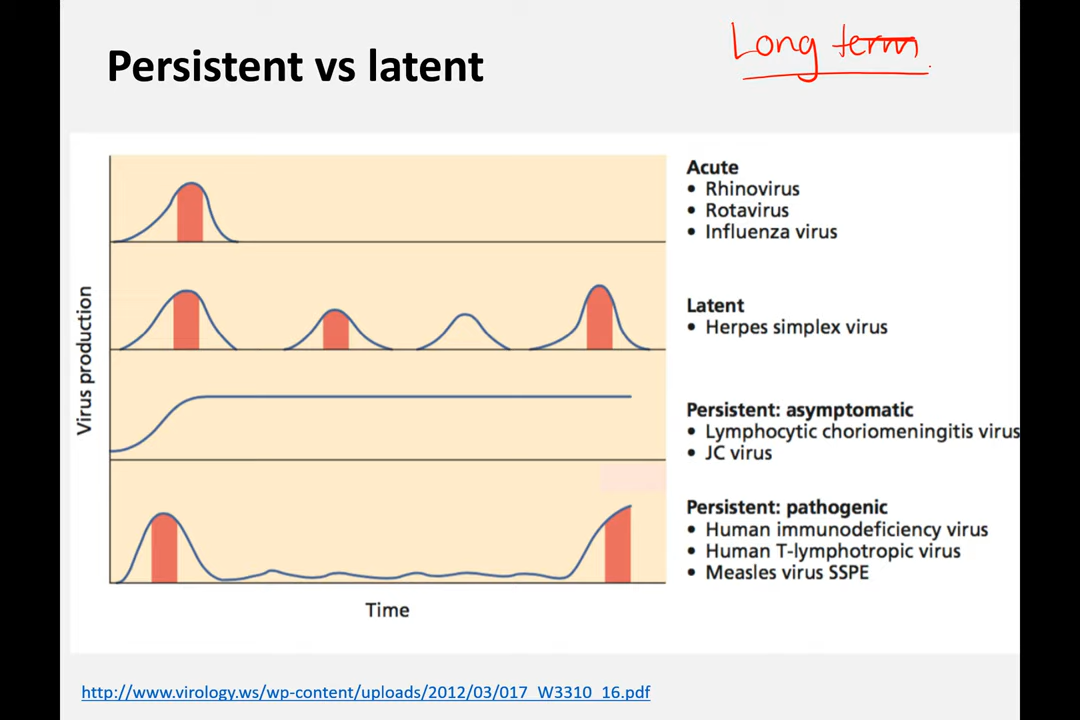 Persistent vs latent
Long term
Acute
• Rhinovirus
• Rotavirus
• Influenza virus
Latent
• Herpes simplex virus
Persistent: asymptomatic
• Lymphocytic choriomeningitis virus
• JC virus
Persistent: pathogenic
• Human immunodeficiency virus
• Human T-lymphotropic virus
• Measles virus SSPE
Virus production
Time
http://www.virology.ws/wp-content/uploads/2012/03/017_W3310_16.pdf